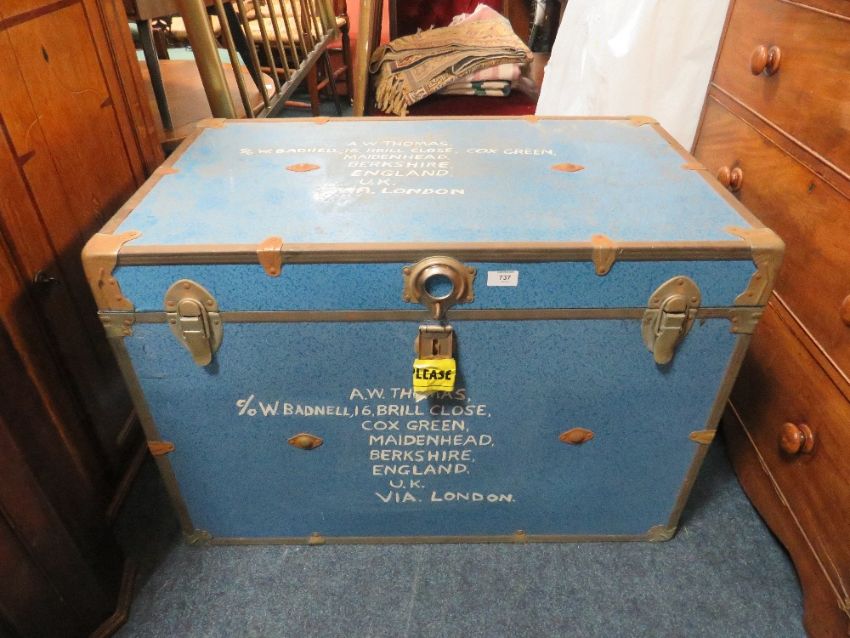 A.W THOMAS,
c/o W. BADNELL, 16, BRILL CLOSE, COX GREEN,
MAIDENHEAD,
BERKSHIRE
ENGLAND,
U.K.
VIA. LONDON
737
PLEASE
A.W. THOMAS,
c/o W. BADNELL, 16, BRILL CLOSE,
COX GREEN,
MAIDENHEAD,
BERKSHIRE,
ENGLAND.
U.K.
VIA. LONDON.